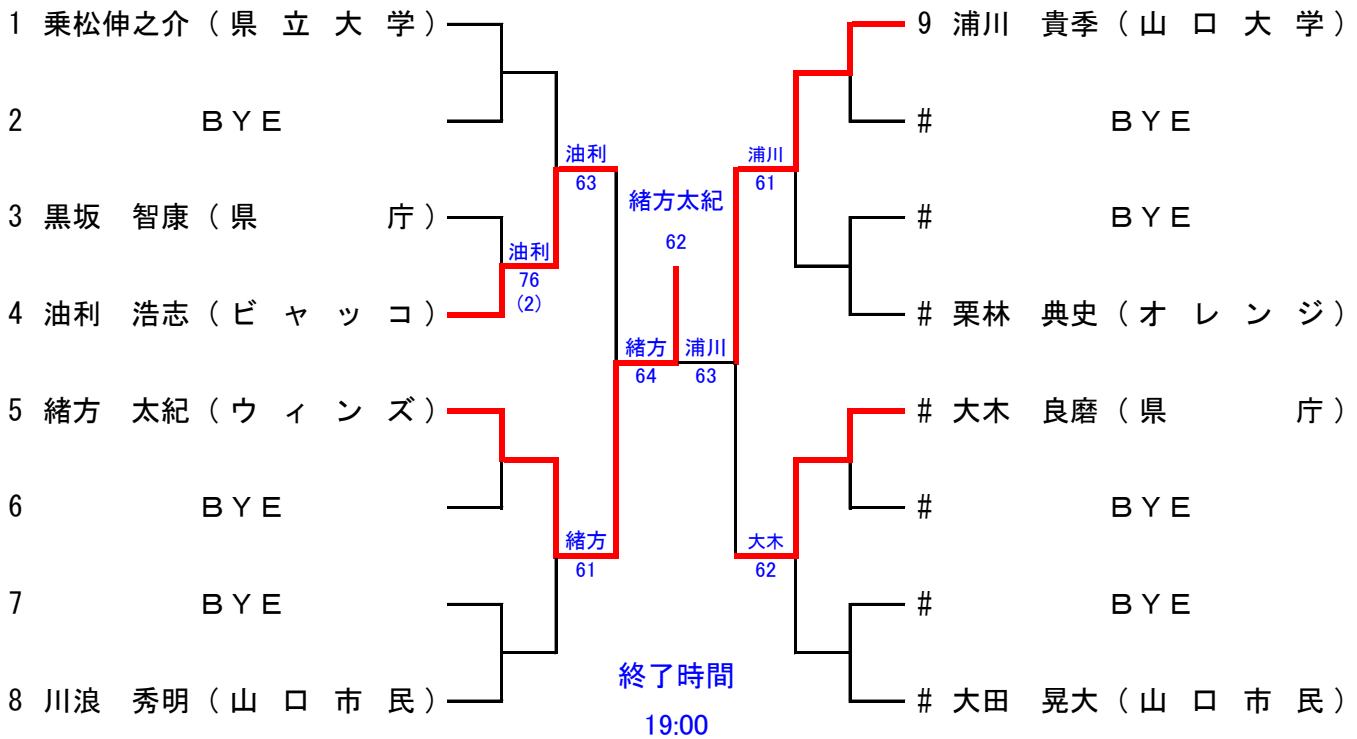 1 乗松伸之介 ( 県 立 大 学 )
2 ＢＹＥ
油利
63
3 黒坂 智康 ( 県 庁 )
油利
76
(2)
4 油利 浩志 ( ビ ャ ッ コ )
緒方
64
5 緒方 太紀 ( ウ ィ ン ズ )
6 ＢＹＥ
緒方
61
7 ＢＹＥ
8 川浪 秀明 ( 山 口 市 民 )
緒方太紀
62
終了時間
19:00
9 浦川 貴季 ( 山 口 大 学 )
# ＢＹＥ
浦川
61
# ＢＹＥ
# 栗林 典史 ( オ レ ン ジ )
浦川
63
# 大木 良磨 ( 県 庁 )
# ＢＹＥ
大木
62
# ＢＹＥ
# 大田 晃大 ( 山 口 市 民 )